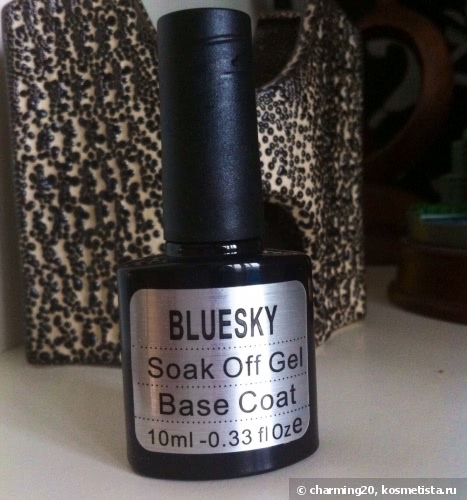 BLUESKY
Soak Off Gel
Base Coat
10ml -0.33 fl oze
© charming20, kosmetista.ru